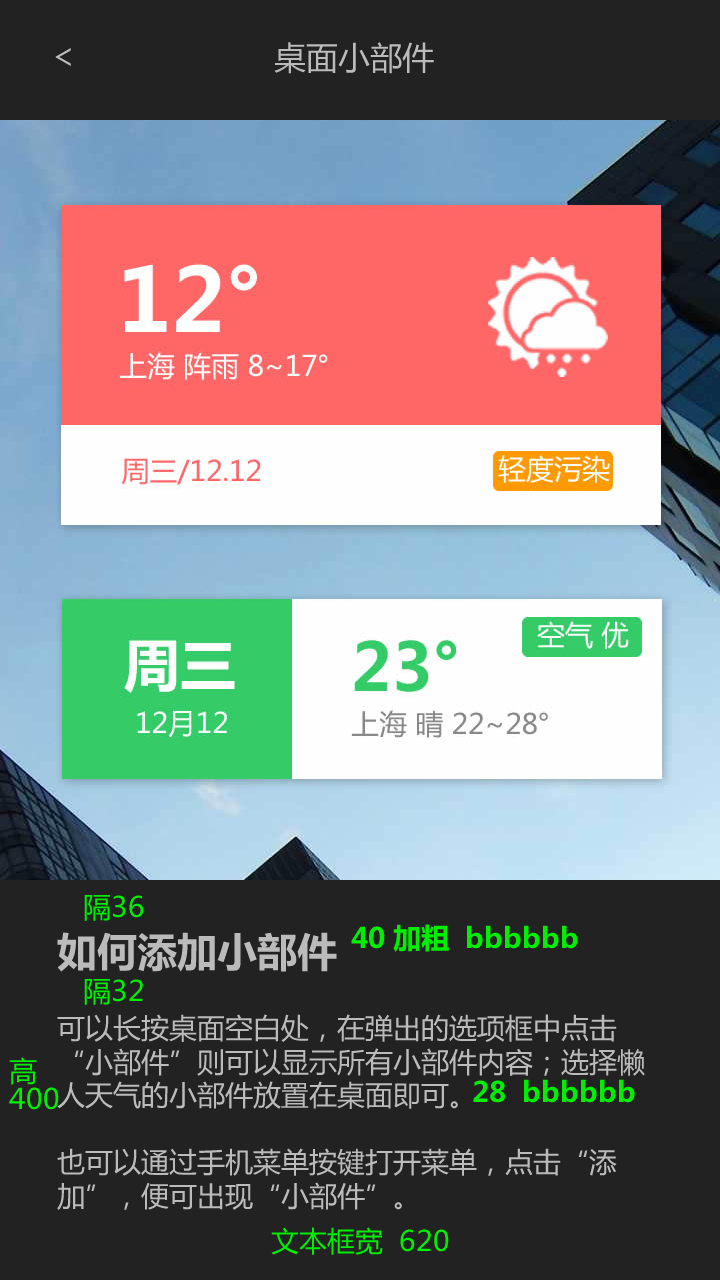 <
桌面小部件
12°
上海 阵雨 8~17°
周三/12.12
轻度污染
周三
12月12
23°
空气 优
上海 晴 22~28°
隔36
如何添加小部件
40 加粗 bbbbbb
隔32
可以长按桌面空白处，在弹出的选项框中点击
“小部件”则可以显示所有小部件内容；选择懒
人天气的小部件放置在桌面即可。
28 bbbbbb
高
400
也可以通过手机菜单按键打开菜单，点击“添
加”，便可出现“小部件”。
文本框宽 620